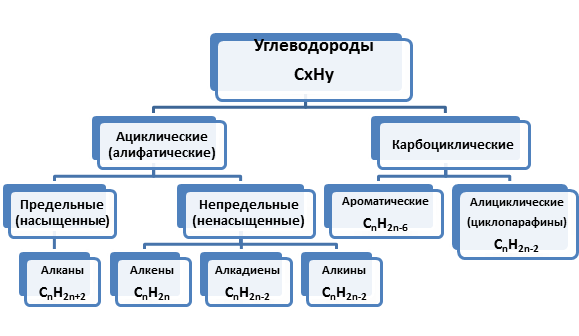 Углеводороды
CxHy
Ациклические
(алифатические)
Карбоциклические
Предельные
(насыщенные)
Непредельные
(ненасыщенные)
Ароматические
CnH2n-6
Алициклические
(циклопарафины)
CnH2n-2
Алканы
CnH2n+2
Алкены
CnH2n
Алкадиены
CnH2n-2
Алкины
CnH2n-2